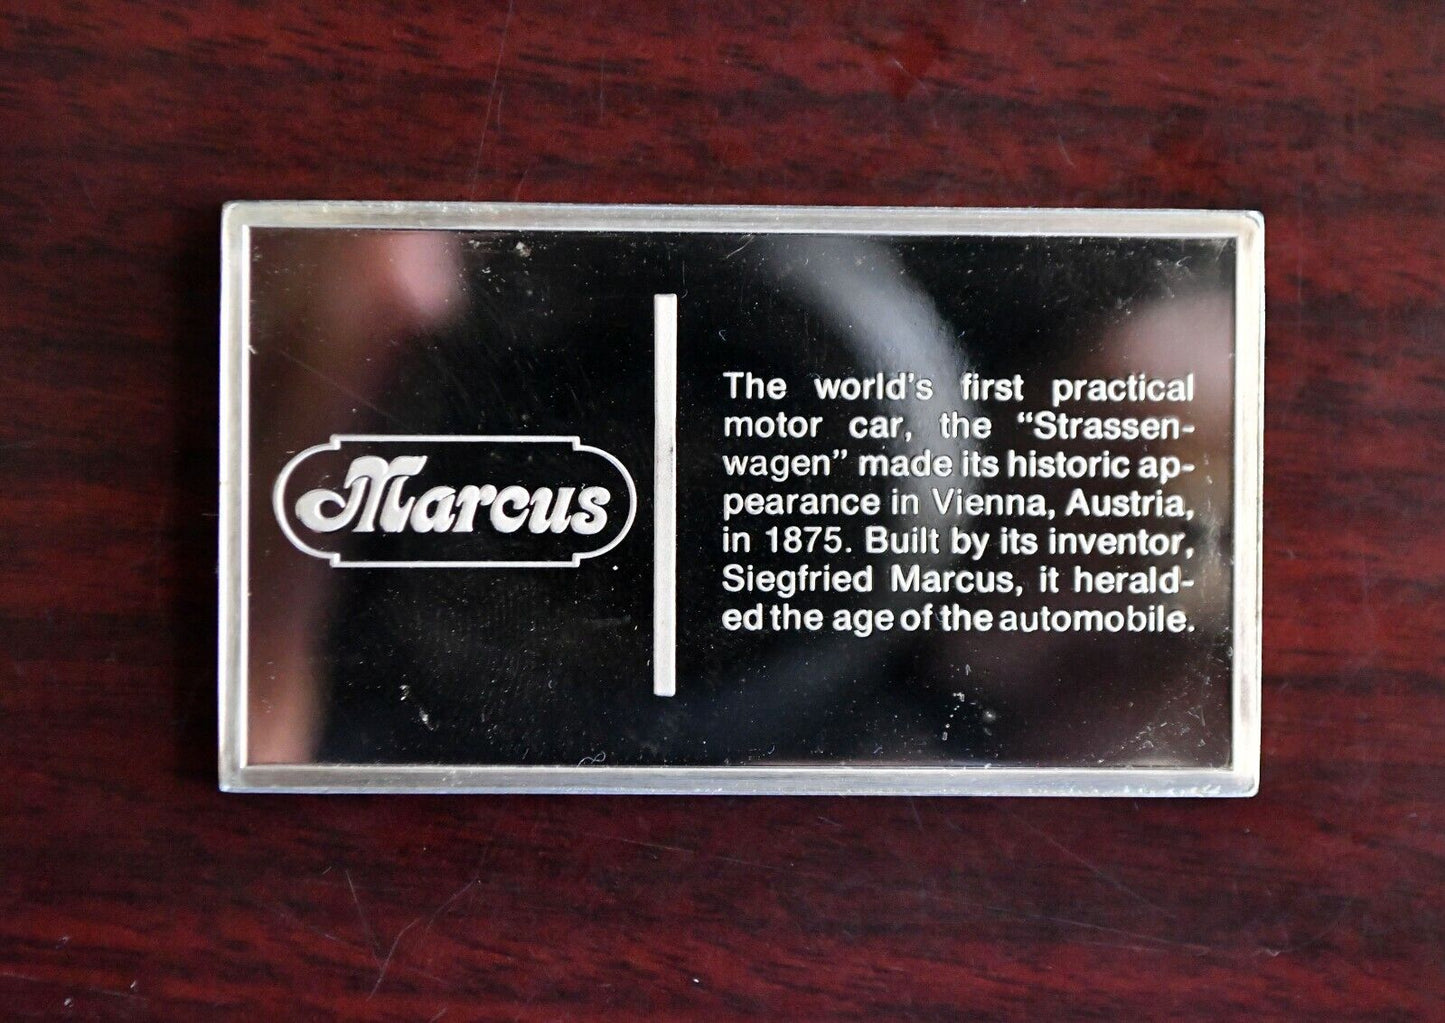 Marcus
The world's first practical
motor car, the “Strassen-
wagen” made its historic ap-
pearance in Vienna, Austria,
in 1875. Built by its inventor,
Siegfried Marcus, it herald-
ed the age of the automobile.